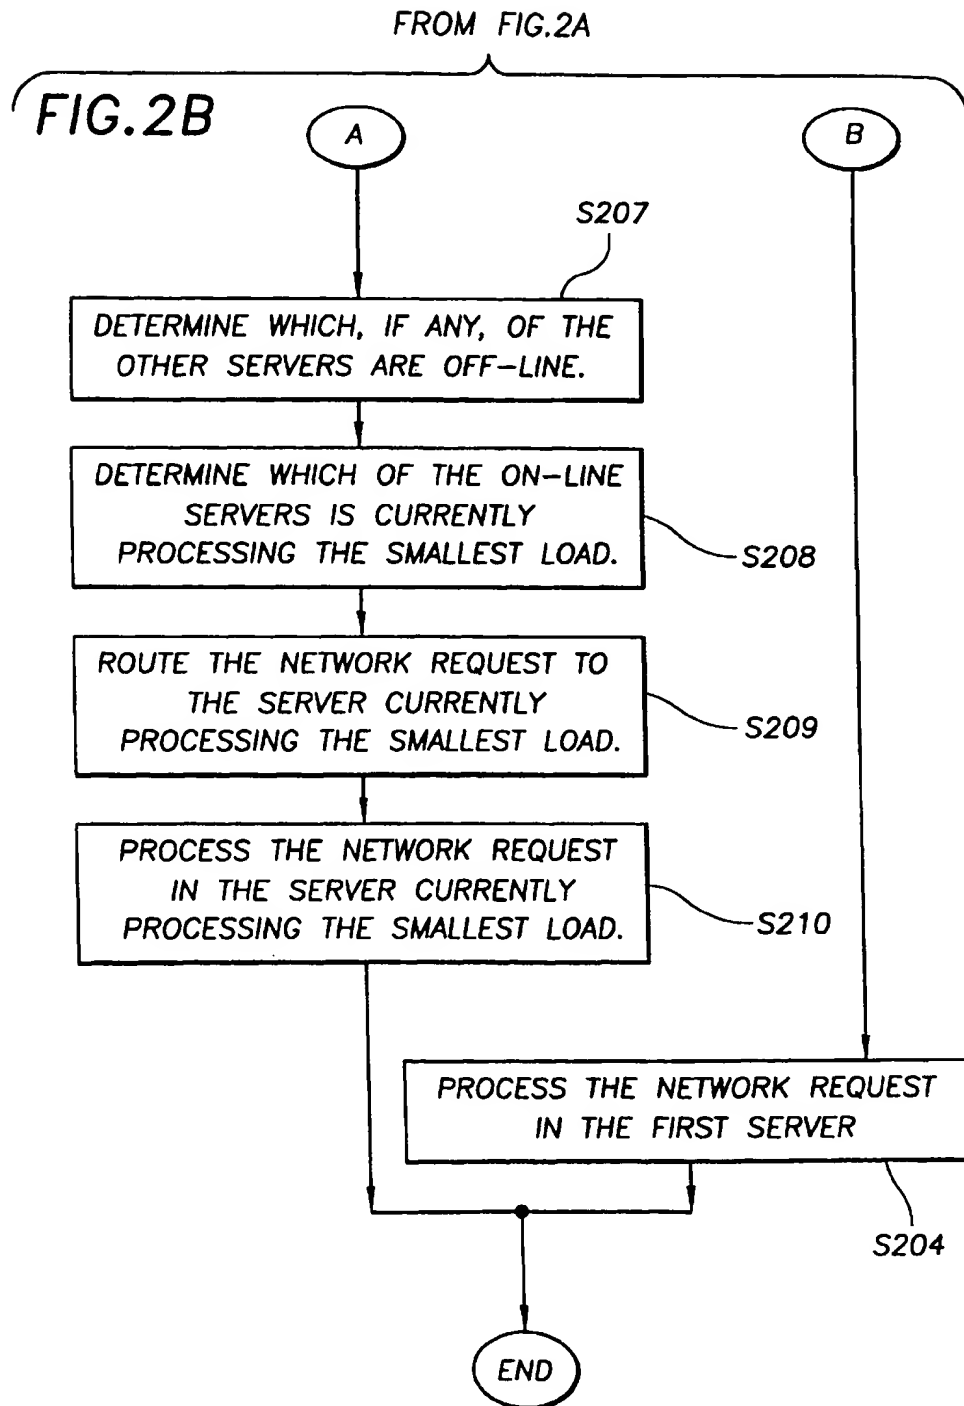 FROM FIG.2A
FIG.2B
A
B
S207
DETERMINE WHICH, IF ANY, OF THE
OTHER SERVERS ARE OFF-LINE.
DETERMINE WHICH OF THE ON-LINE
SERVERS IS CURRENTLY
PROCESSING THE SMALLEST LOAD.
S208
ROUTE THE NETWORK REQUEST TO
THE SERVER CURRENTLY
PROCESSING THE SMALLEST LOAD.
S209
PROCESS THE NETWORK REQUEST
IN THE SERVER CURRENTLY
PROCESSING THE SMALLEST LOAD.
S210
PROCESS THE NETWORK REQUEST
IN THE FIRST SERVER
S204
END